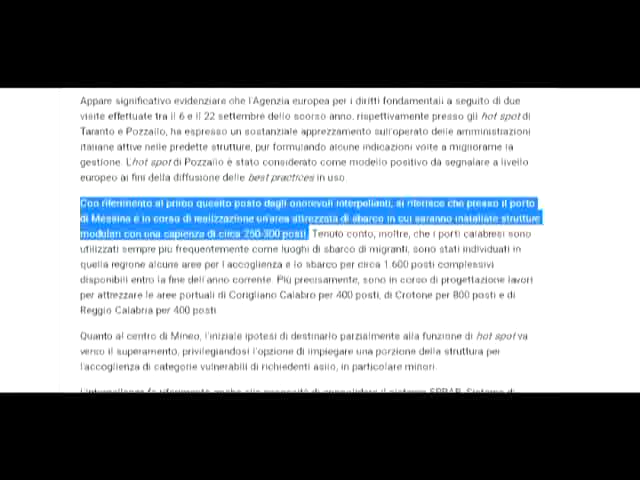 Appare significativo evidenziare che l'Agenzia europea per i diritti fondamentali a seguito di due
visite effettuate tra il 6 e il 22 settembre dello scorso anno, rispettivamente presso gli hot spot di
Taranto e Pozzallo, ha espresso un sostanziale apprezzamento sull'operato delle amministrazioni
italiane attive nelle predette strutture, pur formulando alcune indicazioni volte a migliorarne la
gestione. L'hot spot di Pozzallo è stato considerato come modello positivo da segnalare a livello
europeo ai fini della diffusione delle best practices in uso.
Con riferimento al primo quesito posto dagli onorevoli interpellanti, si riferisce che presso il porto
di Messina è in corso di realizzazione un'area attrezzata di sbarco in cui saranno installate strutture
modulari con una capienza di circa 250-300 posti. Tenuto conto, inoltre, che i porti calabresi sono
utilizzati sempre più frequentemente come luoghi di sbarco di migranti, sono stati individuati in
quella regione alcune aree per l'accoglienza e lo sbarco per circa 1.600 posti complessivi
disponibili entro la fine dell'anno corrente. Più precisamente, sono in corso di progettazione lavori
per attrezzare le aree portuali di Corigliano Calabro per 400 posti, di Crotone per 800 posti e di
Reggio Calabria per 400 posti.
Quanto al centro di Mineo, l'iniziale ipotesi di destinarlo parzialmente alla funzione di hot spot va
verso il superamento, privilegiandosi l'opzione di impiegare una porzione della struttura per
l'accoglienza di categorie vulnerabili di richiedenti asilo, in particolare minori.